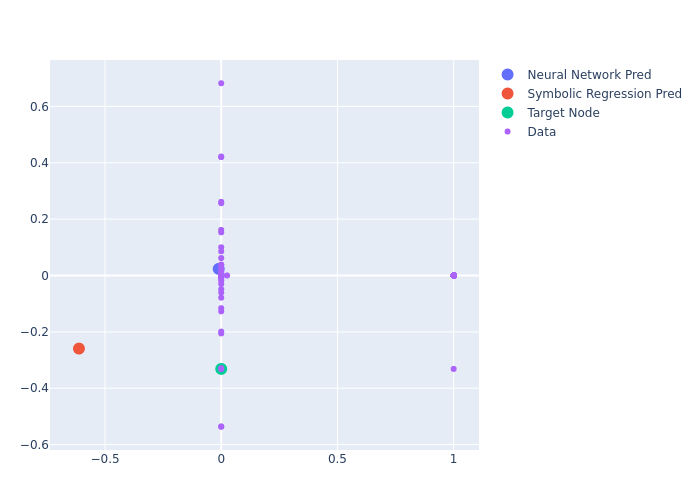 Neural Network Pred
Symbolic Regression Pred
Target Node
Data
0.6
0.4
0.2
0
−0.2
−0.4
−0.6
−0.5
0
0.5
1